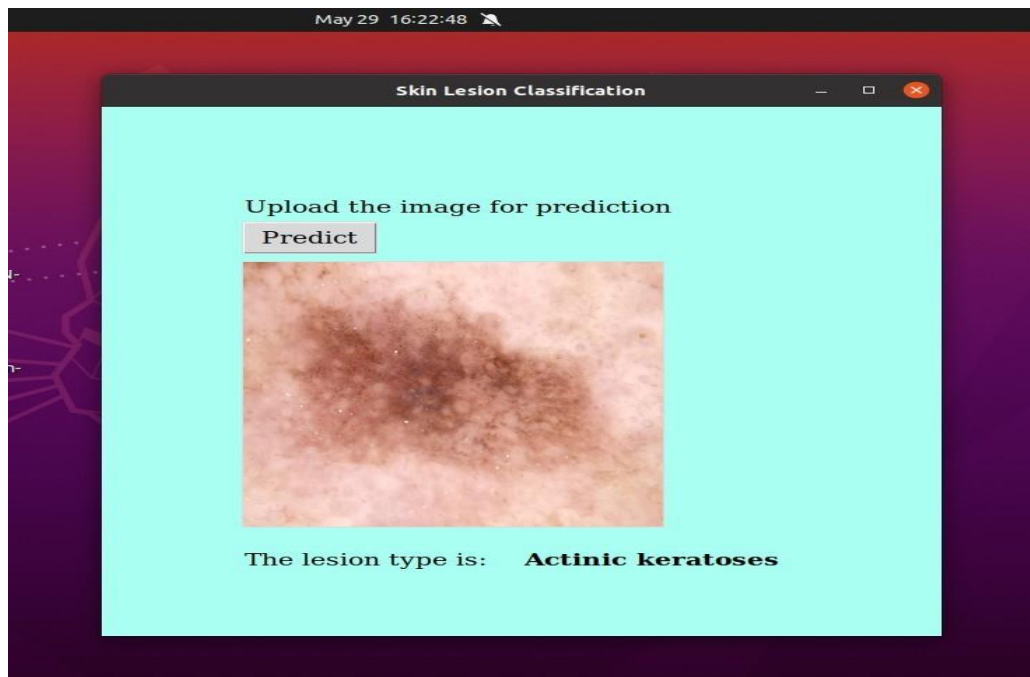 May 29 16:22:48
Skin Lesion Classification
Upload the image for prediction
Predict
The lesion type is: Actinic keratoses